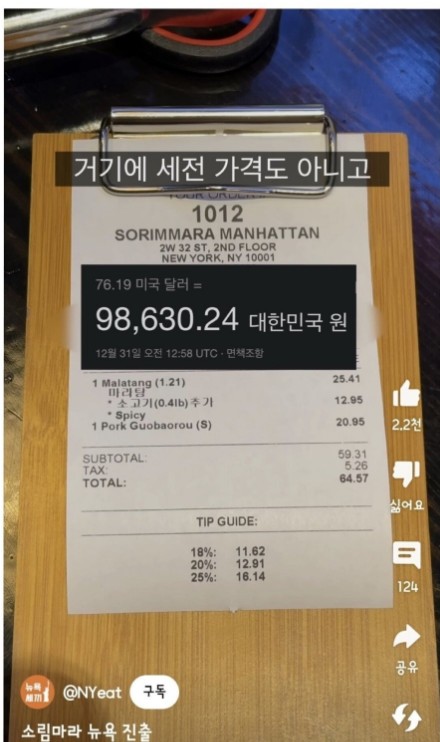 거기에 세전 가격도 아니고
1012
SORIMMARA MANHATTAN
2W 32 ST, 2ND FLOOR
NEW YORK, NY 10001
76.19 미국 달러 =
98,630.24 대한민국 원
12월 31일 오전 12:58 UTC · 면책조항
1 Malatang (1.21) 25.41
마라탕
* 소고기(0.4lb)추가 12.95
* Spicy
1 Pork Guobaorou (S) 20.95
SUBTOTAL: 59.31
TAX: 5.26
TOTAL: 64.57
TIP GUIDE:
18%: 11.62
20%: 12.91
25%: 16.14
2.2천
싫어요
124
공유
뉴욕
세끼
@NYeat 구독
소림마라 뉴욕 진출